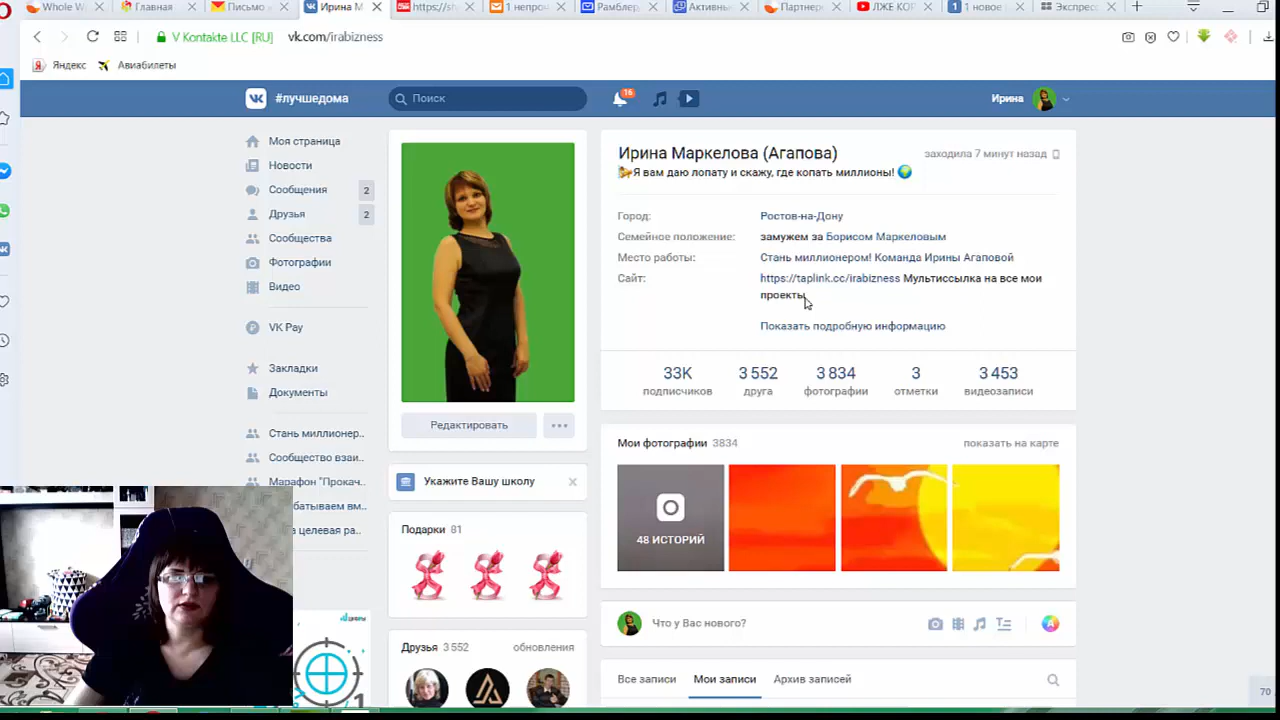 Whole W
Главная
Письмо
Ирина М
https://sh
1 непроч
Рамблер
Активны
Партнер
ЛЖЕ КОР
1 новое
Экспресс
V Kontakte LLC [RU] vk.com/irabizness
Яндекс Авиабилеты
#лучшедома
Поиск
16
Ирина
Моя страница
Новости
Сообщения 2
Друзья 2
Сообщества
Фотографии
Видео
VK Pay
Закладки
Документы
Стань миллионер..
Сообщество взаи..
Марафон "Прокач..
батываем вм..
а целевая ра..
Редактировать
Укажите Вашу школу
Подарки 81
Друзья 3 552 обновления
Ирина Маркелова (Агапова) заходила 7 минут назад
Я вам даю лопату и скажу, где копать миллионы!
Город: Ростов-на-Дону
Семейное положение: замужем за Борисом Маркеловым
Место работы: Стань миллионером! Команда Ирины Агаповой
Сайт: https://taplink.cc/irabizness Мультиссылка на все мои
проекты
Показать подробную информацию
33K 3 552 3 834 3 3 453
подписчиков друга фотографии отметки видеозаписи
Мои фотографии 3834 показать на карте
48 ИСТОРИЙ
Что у Вас нового?
Все записи Мои записи Архив записей
70